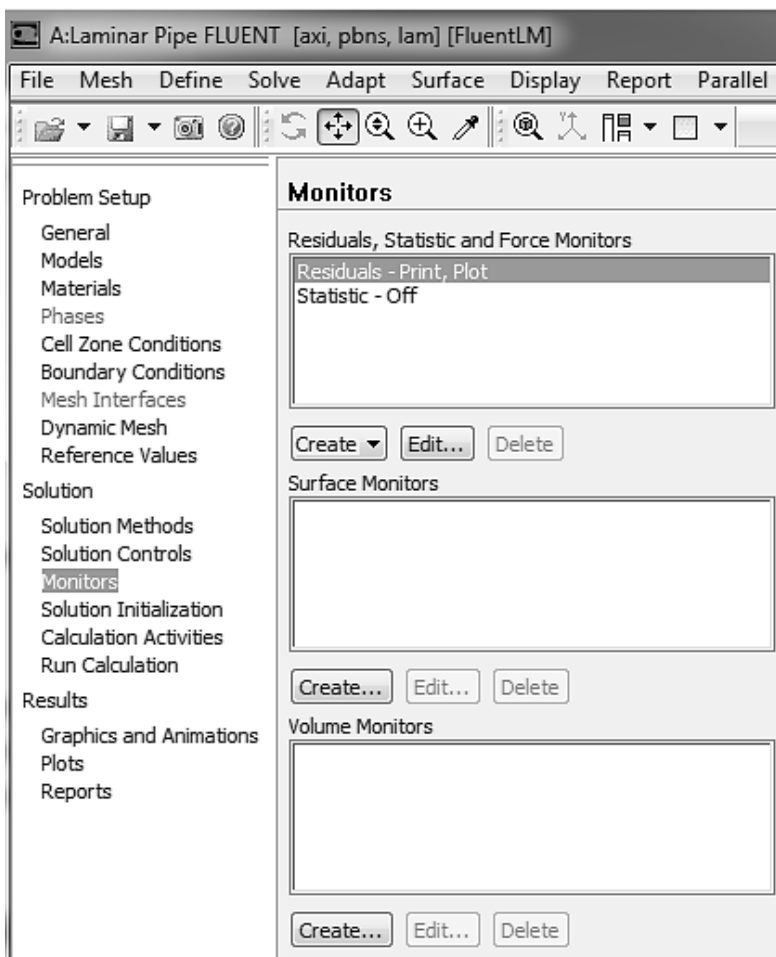 A:Laminar Pipe FLUENT [axi, pbns, lam] [FluentLM]
File Mesh Define Solve Adapt Surface Display Report Parallel
Problem Setup
General
Models
Materials
Phases
Cell Zone Conditions
Boundary Conditions
Mesh Interfaces
Dynamic Mesh
Reference Values
Solution
Solution Methods
Solution Controls
Monitors
Solution Initialization
Calculation Activities
Run Calculation
Results
Graphics and Animations
Plots
Reports
Monitors
Residuals, Statistic and Force Monitors
Residuals - Print, Plot
Statistic - Off
Create Edit... Delete
Surface Monitors
Create... Edit... Delete
Volume Monitors
Create... Edit... Delete